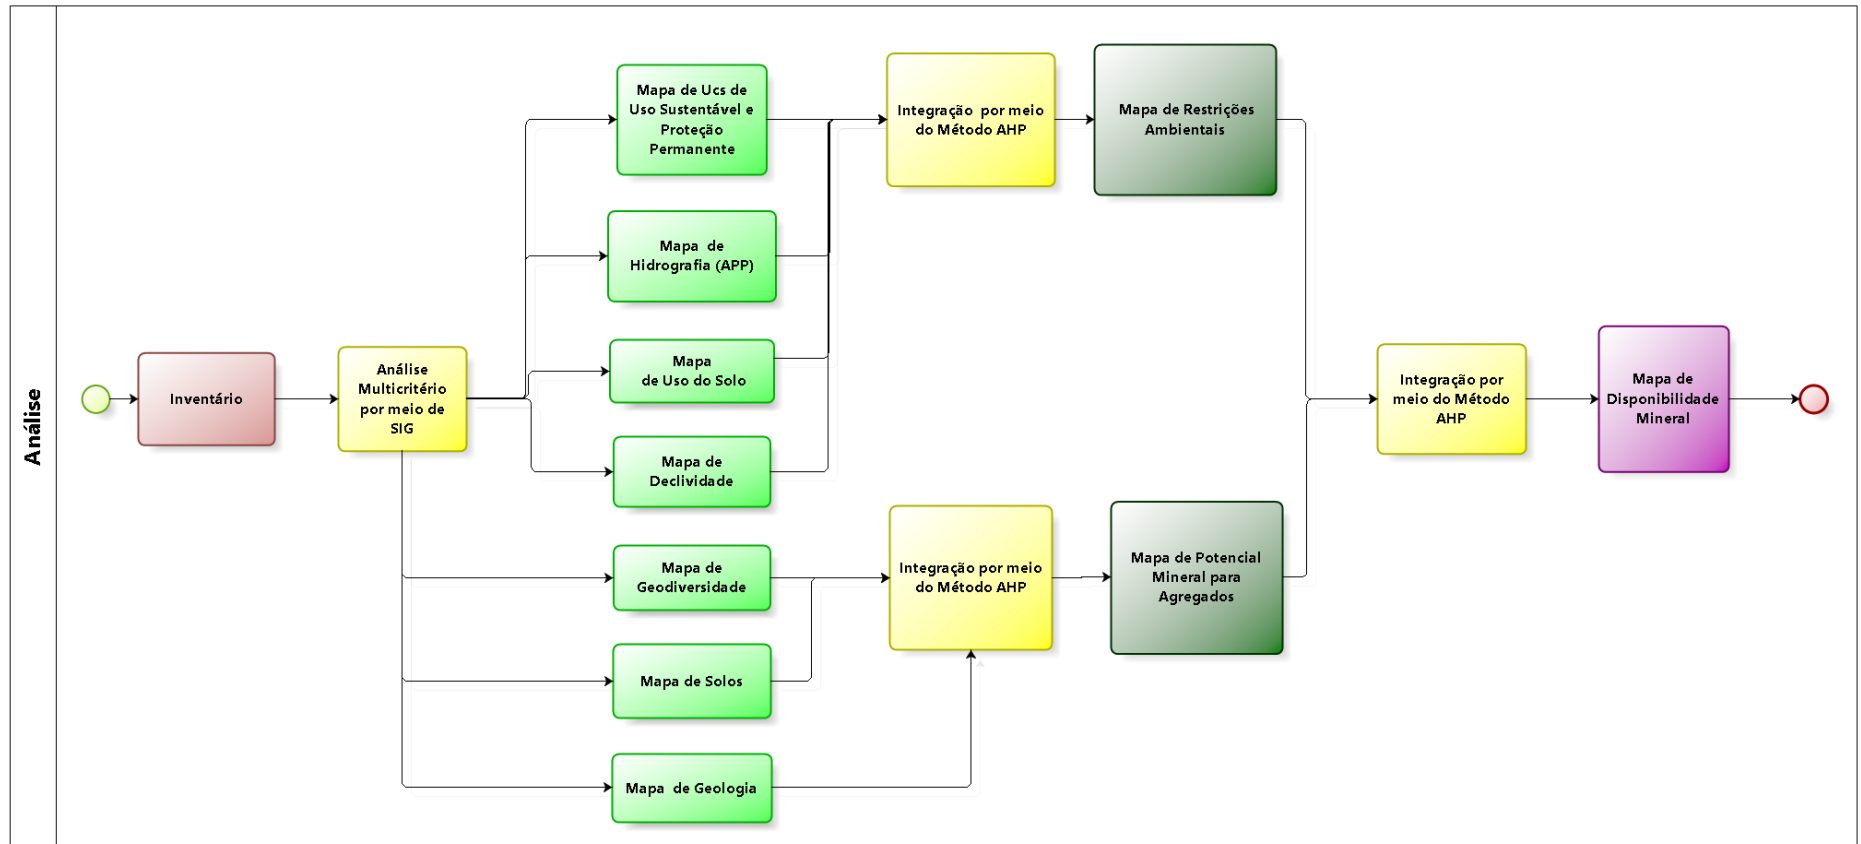 Análise
Inventário
Análise
Multicritério
por meio de
SIG
Mapa de Ucs de
Uso Sustentável e
Proteção
Permanente
Mapa de
Hidrografia (APP)
Mapa
de Uso do Solo
Mapa de
Declividade
Mapa de
Geodiversidade
Mapa de Solos
Mapa de Geologia
Integração por meio
do Método AHP
Mapa de Restrições
Ambientais
Integração por meio
do Método AHP
Mapa de Potencial
Mineral para
Agregados
Integração por
meio do Método
AHP
Mapa de
Disponibilidade
Mineral